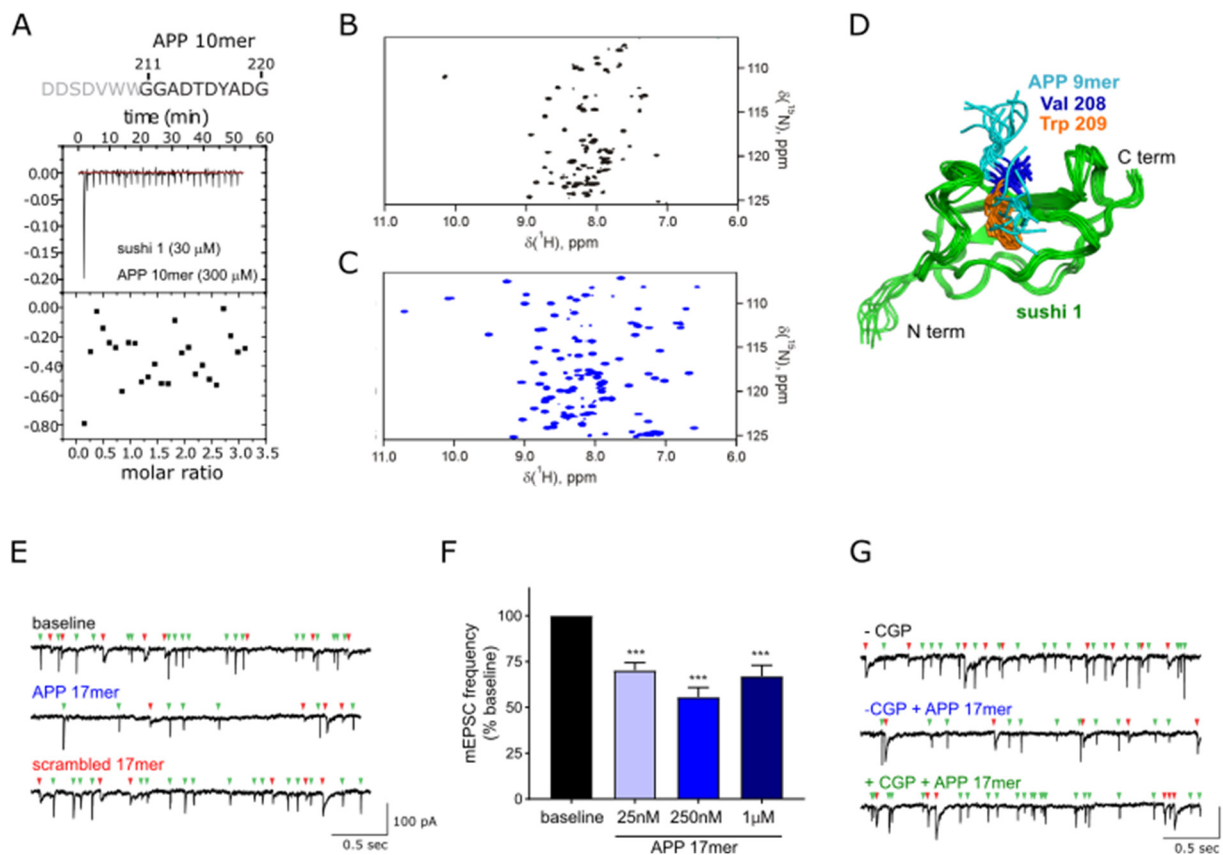 A
APP 10mer
211 220
DDSDVWWGGADTDYADG
time (min)
0 10 20 30 40 50 60
0.00
-0.05
-0.10
-0.15
-0.20
sushi 1 (30 µM)
APP 10mer (300 µM)
0.00
-0.20
-0.40
-0.60
-0.80
0.0 0.5 1.0 1.5 2.0 2.5 3.0 3.5
molar ratio
B
110
120
125
δ(¹⁵N), ppm
11.0 10.0 9.0 8.0 7.0 6.0
δ(¹H), ppm
C
110
115
120
125
δ(¹⁵N), ppm
11.0 10.0 9.0 8.0 7.0 6.0
δ(¹H), ppm
D
APP 9mer
Val 208
Trp 209
C term
N term
sushi 1
E
baseline
APP 17mer
scrambled 17mer
100 pA
0.5 sec
F
mEPSC frequency
(% baseline)
100
75
50
25
0
***
***
***
baseline 25nM 250nM 1µM
APP 17mer
G
- CGP
-CGP + APP 17mer
+ CGP + APP 17mer
0.5 sec